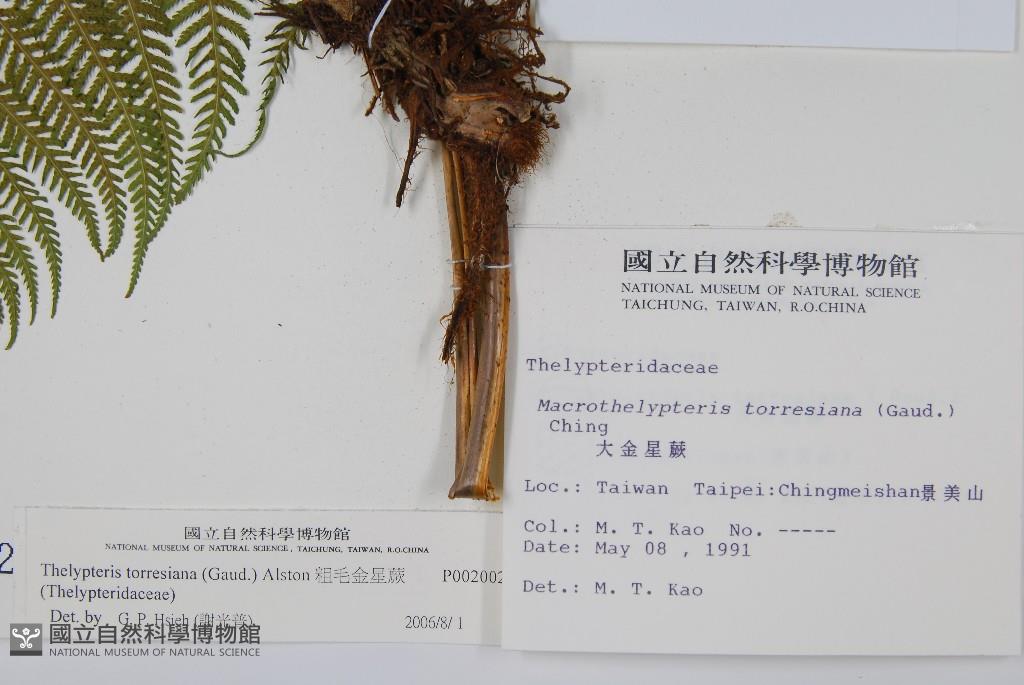 國立自然科學博物館
NATIONAL MUSEUM OF NATURAL SCIENCE
TAICHUNG, TAIWAN, R.O.CHINA
Thelypteridaceae
Macrothelypteris torresiana (Gaud.)
Ching
大金星蕨
Loc.: Taiwan Taipei:Chingmeishan景美山
Col.: M. T. Kao No. -----
Date: May 08 , 1991
Det.: M. T. Kao
2
國立自然科學博物館
NATIONAL MUSEUM OF NATURAL SCIENCE, TAICHUNG, TAIWAN, R.O.CHINA
Thelypteris torresiana (Gaud.) Alston 粗毛金星蕨 P002002
(Thelypteridaceae)
Det. by G. P. Hsieh (謝光普) 2006/8/1
國立自然科學博物館
NATIONAL MUSEUM OF NATURAL SCIENCE